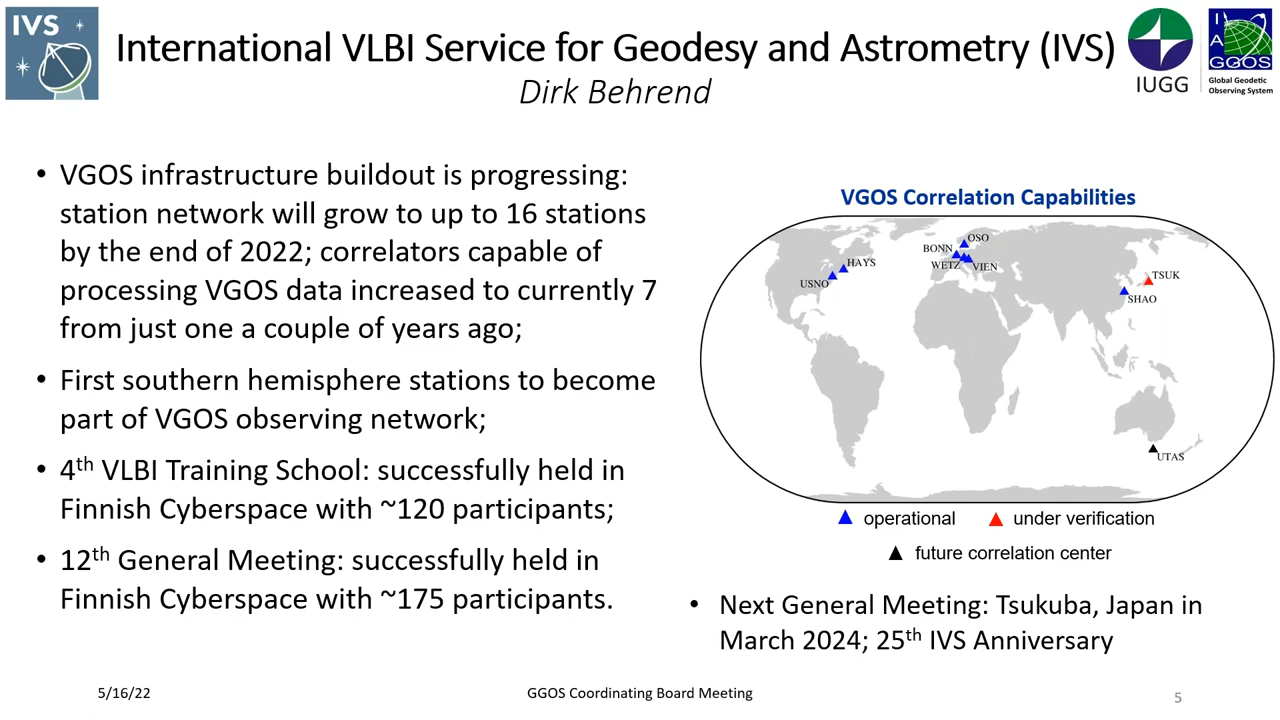 IVS
International VLBI Service for Geodesy and Astrometry (IVS)
Dirk Behrend
IUGG
I
A
GGOS
Global Geodetic
Observing System
• VGOS infrastructure buildout is progressing:
station network will grow to up to 16 stations
by the end of 2022; correlators capable of
processing VGOS data increased to currently 7
from just one a couple of years ago;
• First southern hemisphere stations to become
part of VGOS observing network;
• 4th VLBI Training School: successfully held in
Finnish Cyberspace with ~120 participants;
• 12th General Meeting: successfully held in
Finnish Cyberspace with ~175 participants.
VGOS Correlation Capabilities
OSO
BONN
HAYS
WETZ
VIEN
TSUK
USNO
SHAO
UTAS
operational
under verification
future correlation center
• Next General Meeting: Tsukuba, Japan in
March 2024; 25th IVS Anniversary
5/16/22
GGOS Coordinating Board Meeting
5